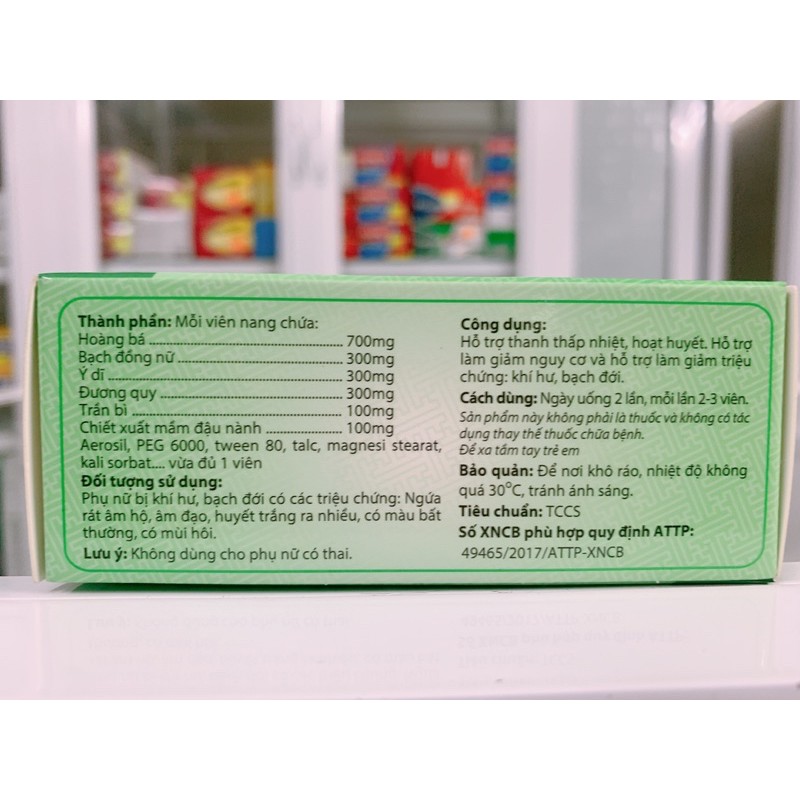 Thành phần: Mỗi viên nang chứa:
Hoàng bá ........................................... 700mg
Bạch đồng nữ ..................................... 300mg
Ý dĩ ..................................................... 300mg
Đương quy .......................................... 300mg
Trần bì ................................................ 100mg
Chiết xuất mầm đậu nành .................. 100mg
Aerosil, PEG 6000, tween 80, talc, magnesi stearat,
kali sorbat.... vừa đủ 1 viên
Đối tượng sử dụng:
Phụ nữ bị khí hư, bạch đới có các triệu chứng: Ngứa
rát âm hộ, âm đạo, huyết trắng ra nhiều, có màu bất
thường, có mùi hôi.
Lưu ý: Không dùng cho phụ nữ có thai.
Công dụng:
Hỗ trợ thanh thấp nhiệt, hoạt huyết. Hỗ trợ
làm giảm nguy cơ và hỗ trợ làm giảm triệu
chứng: khí hư, bạch đới.
Cách dùng: Ngày uống 2 lần, mỗi lần 2-3 viên.
Sản phẩm này không phải là thuốc và không có tác
dụng thay thế thuốc chữa bệnh.
Để xa tầm tay trẻ em
Bảo quản: Để nơi khô ráo, nhiệt độ không
quá 30°C, tránh ánh sáng.
Tiêu chuẩn: TCCS
Số XNCB phù hợp quy định ATTP:
49465/2017/ATTP-XNCB